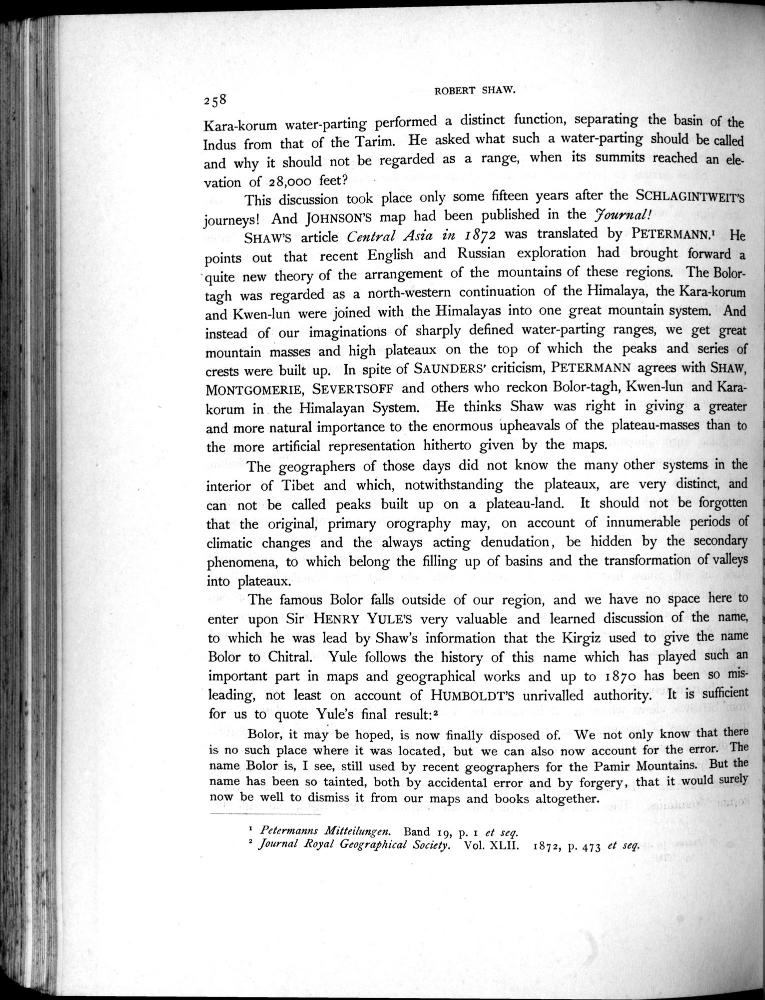 ROBERT SHAW.
258
Kara-korum water-parting performed a distinct function, separating the basin of the
Indus from that of the Tarim. He asked what such a water-parting should be called
and why it should not be regarded as a range, when its summits reached an ele-
vation of 28,000 feet?
This discussion took place only some fifteen years after the SCHLAGINTWEIT'S
journeys! And JOHNSON'S map had been published in the Journal!
SHAW'S article Central Asia in 1872 was translated by PETERMANN.¹ He
points out that recent English and Russian exploration had brought forward a
quite new theory of the arrangement of the mountains of these regions. The Bolor-
tagh was regarded as a north-western continuation of the Himalaya, the Kara-korum
and Kwen-lun were joined with the Himalayas into one great mountain system. And
instead of our imaginations of sharply defined water-parting ranges, we get great
mountain masses and high plateaux on the top of which the peaks and series of
crests were built up. In spite of SAUNDERS' criticism, PETERMANN agrees with SHAW,
MONTGOMERIE, SEVERTSOFF and others who reckon Bolor-tagh, Kwen-lun and Kara-
korum in the Himalayan System. He thinks Shaw was right in giving a greater
and more natural importance to the enormous upheavals of the plateau-masses than to
the more artificial representation hitherto given by the maps.
The geographers of those days did not know the many other systems in the
interior of Tibet and which, notwithstanding the plateaux, are very distinct, and
can not be called peaks built up on a plateau-land. It should not be forgotten
that the original, primary orography may, on account of innumerable periods of
climatic changes and the always acting denudation, be hidden by the secondary
phenomena, to which belong the filling up of basins and the transformation of valleys
into plateaux.
The famous Bolor falls outside of our region, and we have no space here to
enter upon Sir HENRY YULE'S very valuable and learned discussion of the name,
to which he was lead by Shaw's information that the Kirgiz used to give the name
Bolor to Chitral. Yule follows the history of this name which has played such an
important part in maps and geographical works and up to 1870 has been so mis-
leading, not least on account of HUMBOLDT'S unrivalled authority. It is sufficient
for us to quote Yule's final result:²
Bolor, it may be hoped, is now finally disposed of. We not only know that there
is no such place where it was located, but we can also now account for the error. The
name Bolor is, I see, still used by recent geographers for the Pamir Mountains. But the
name has been so tainted, both by accidental error and by forgery, that it would surely
now be well to dismiss it from our maps and books altogether.
¹ Petermanns Mitteilungen. Band 19, p. 1 et seq.
² Journal Royal Geographical Society. Vol. XLII. 1872, p. 473 et seq.